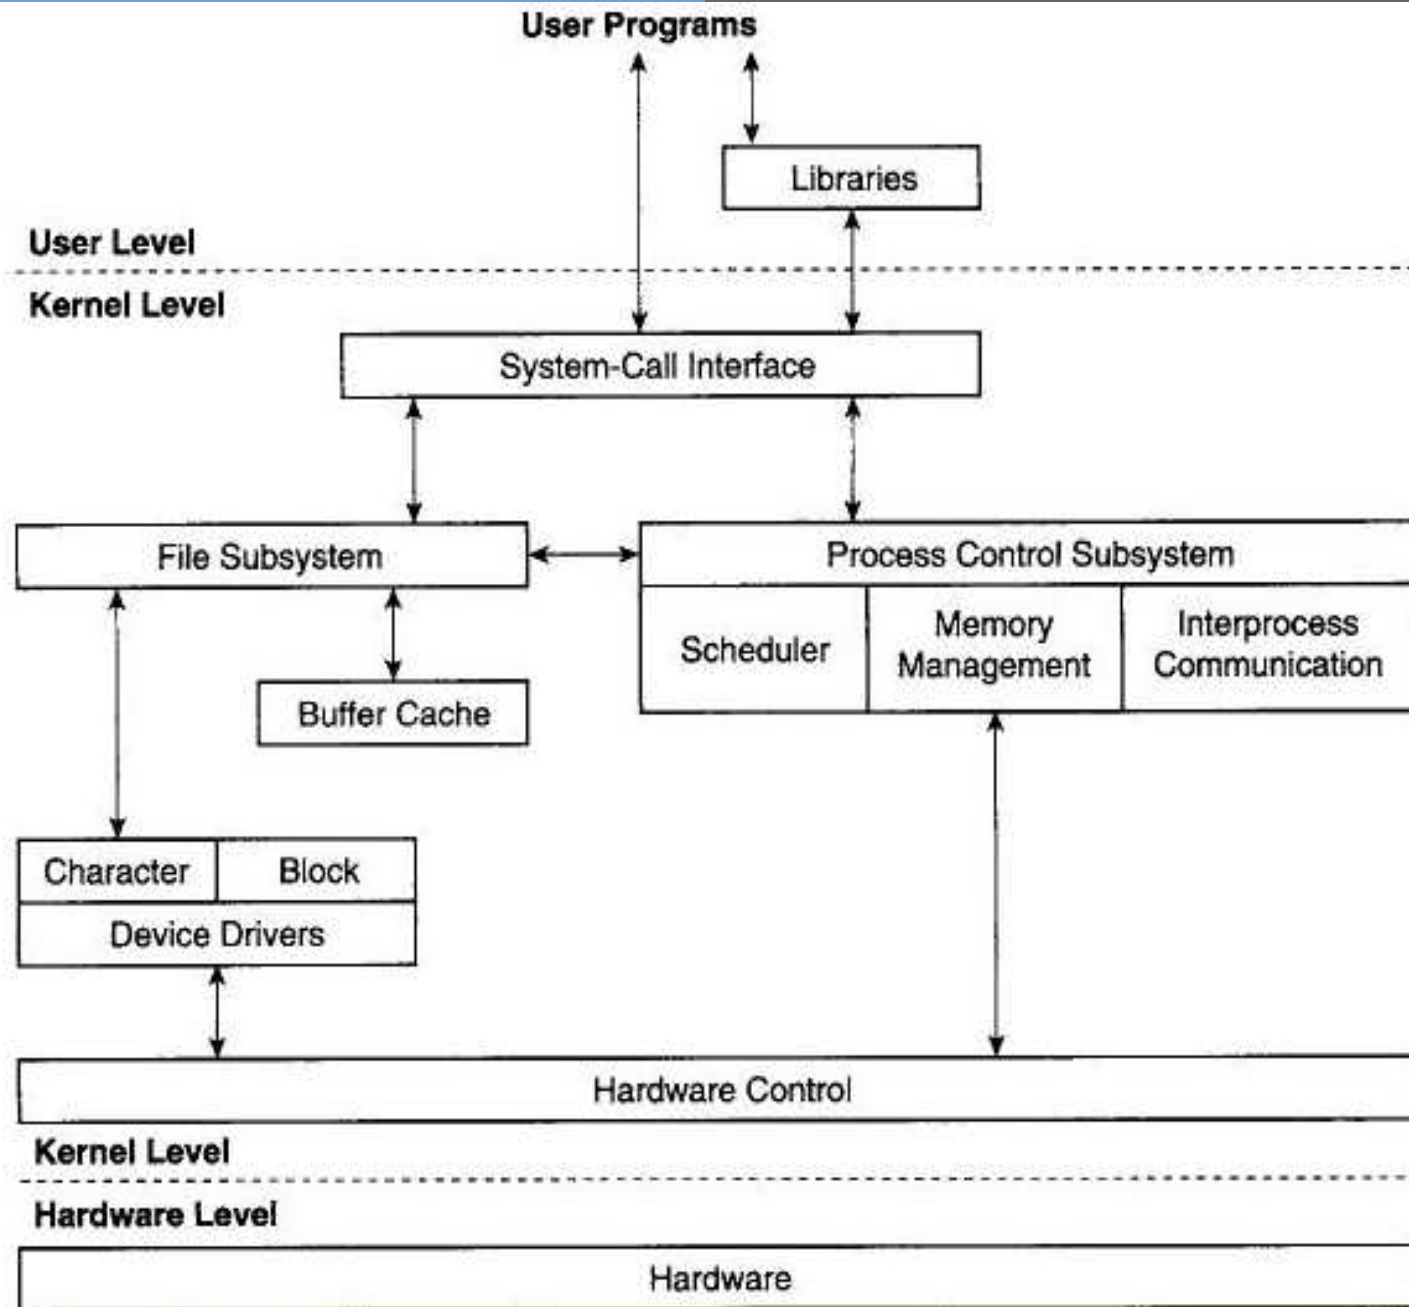 User Programs
Libraries
User Level
Kernel Level
System-Call Interface
File Subsystem
Process Control Subsystem
Scheduler
Memory
Management
Interprocess
Communication
Buffer Cache
Character
Block
Device Drivers
Hardware Control
Kernel Level
Hardware Level
Hardware